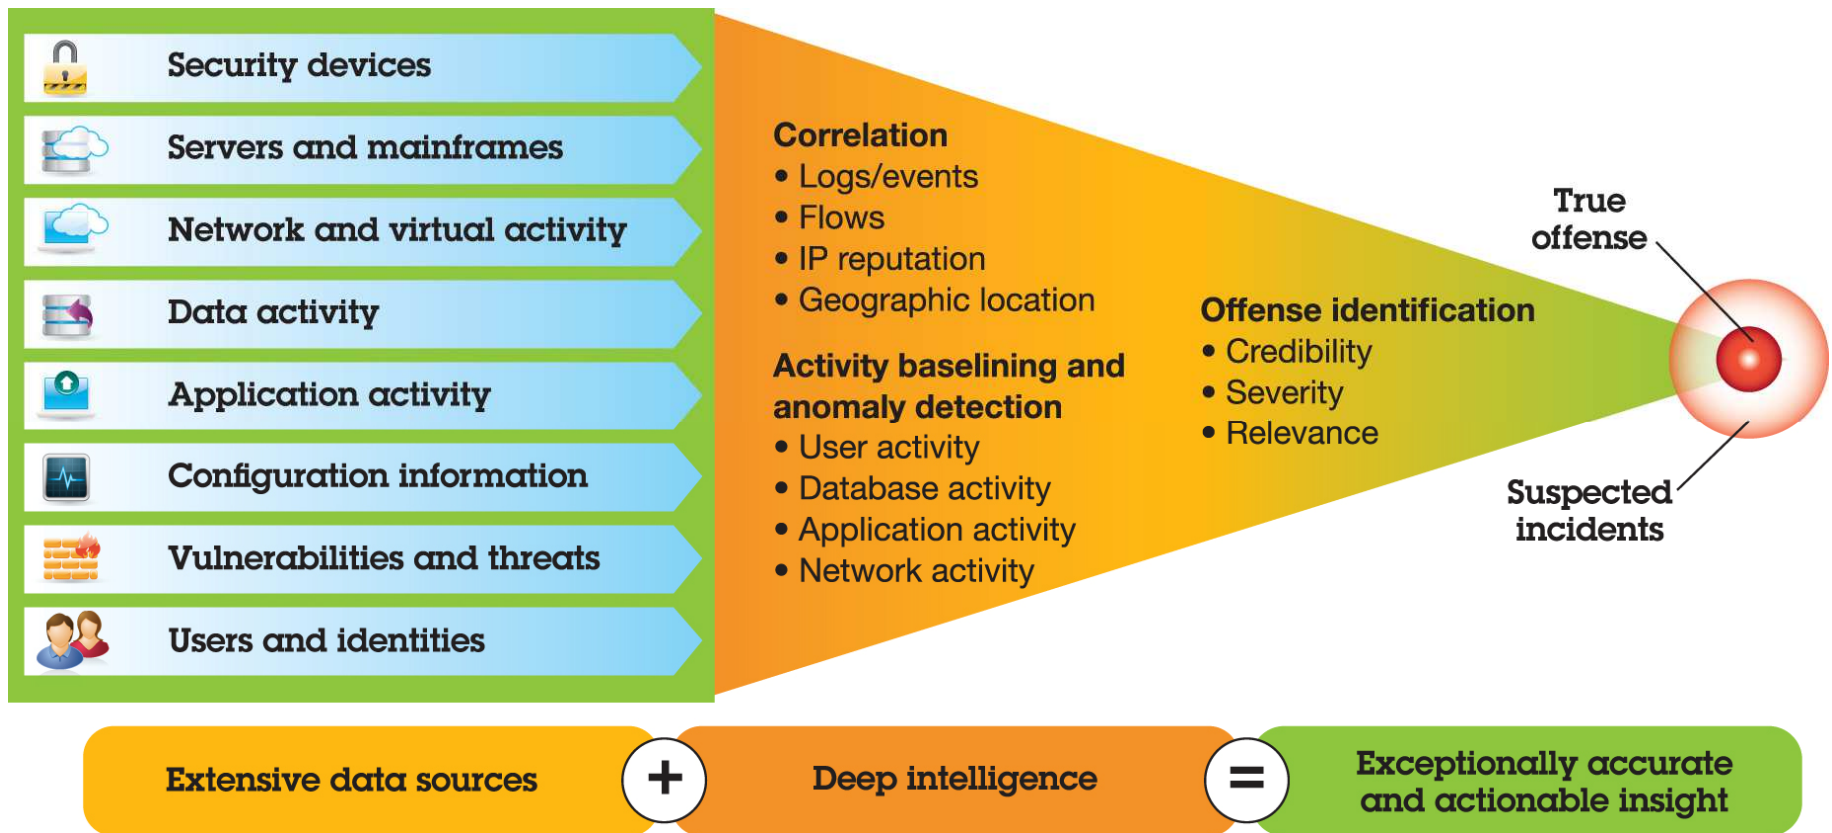 Security devices
Servers and mainframes
Network and virtual activity
Data activity
Application activity
Configuration information
Vulnerabilities and threats
Users and identities
Correlation
• Logs/events
• Flows
• IP reputation
• Geographic location
Activity baselining and
anomaly detection
• User activity
• Database activity
• Application activity
• Network activity
Offense identification
• Credibility
• Severity
• Relevance
True
offense
Suspected
incidents
Extensive data sources
+
Deep intelligence
=
Exceptionally accurate
and actionable insight